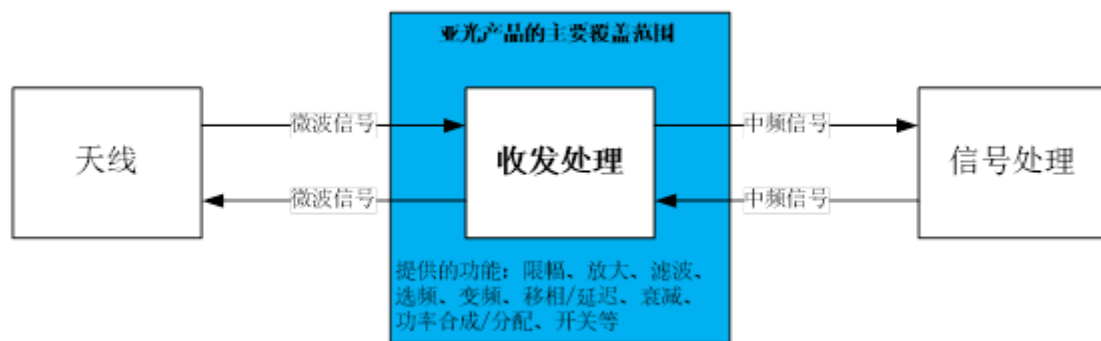 亚光产品的主要覆盖范围
微波信号
中频信号
天线
收发处理
信号处理
微波信号
中频信号
提供的功能：限幅、放大、滤波、
选频、变频、移相/延迟、衰减、
功率合成/分配、开关等